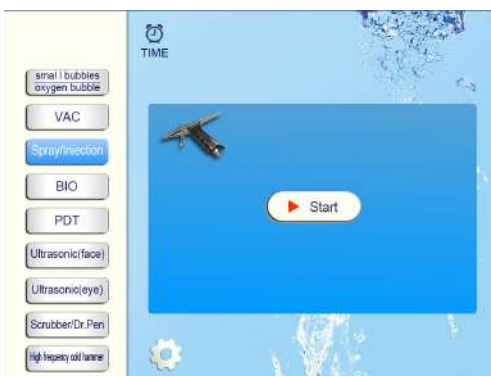 TIME
small bubbles
oxygen bubble
VAC
Spray/Injection
BIO
PDT
Start
Ultrasonic(face)
Ultrasonic(eye)
Scrubber/Dr.Pen
High frequency cold hammer